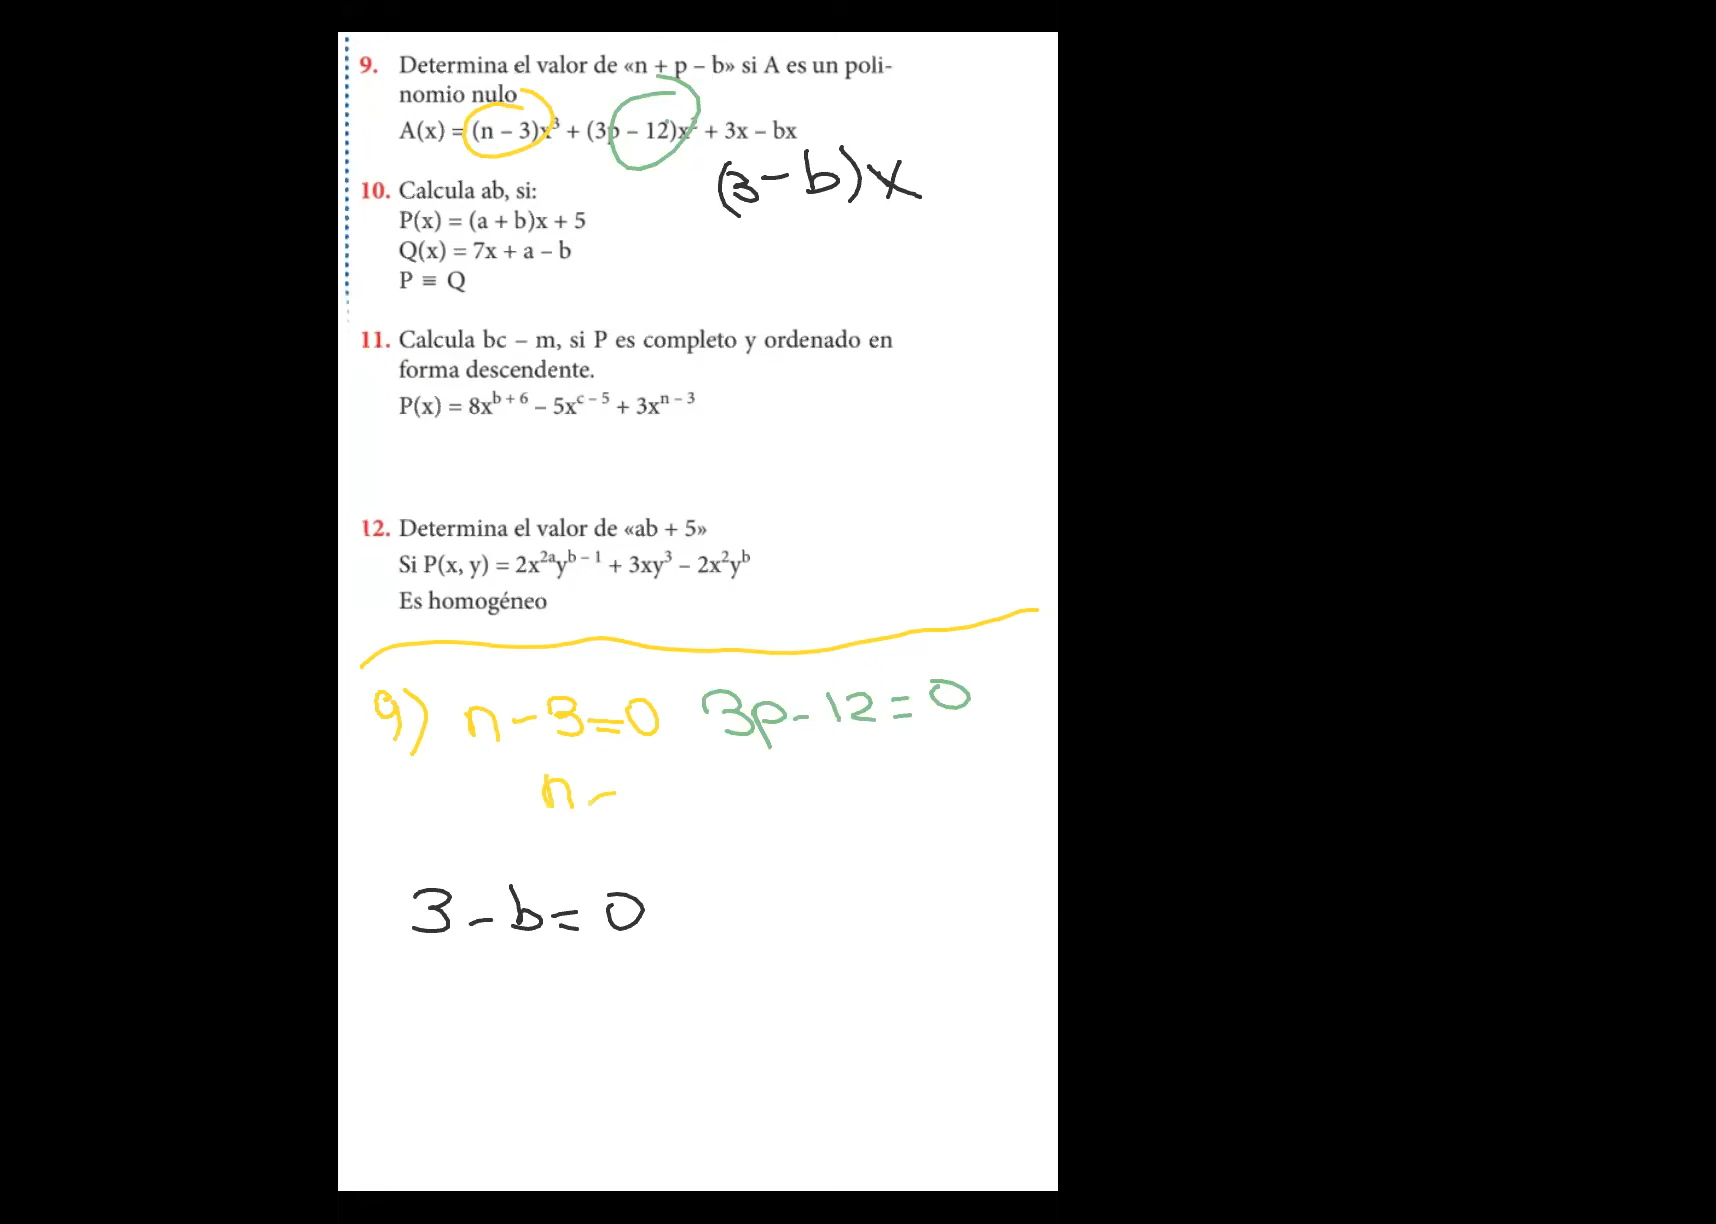 9. Determina el valor de «n + p – b» si A es un poli-
nomio nulo
A(x) = (n – 3)x³ + (3p – 12)x² + 3x – bx
(3 – b)x
10. Calcula ab, si:
P(x) = (a + b)x + 5
Q(x) = 7x + a – b
P ≡ Q
11. Calcula bc – m, si P es completo y ordenado en
forma descendente.
P(x) = 8x^{b + 6} – 5x^{c – 5} + 3x^{n – 3}
12. Determina el valor de «ab + 5»
Si P(x, y) = 2x^{2a}y^{b – 1} + 3xy³ – 2x²y^{b}
Es homogéneo
9) n – 3 = 0 3p – 12 = 0
n –
3 – b = 0